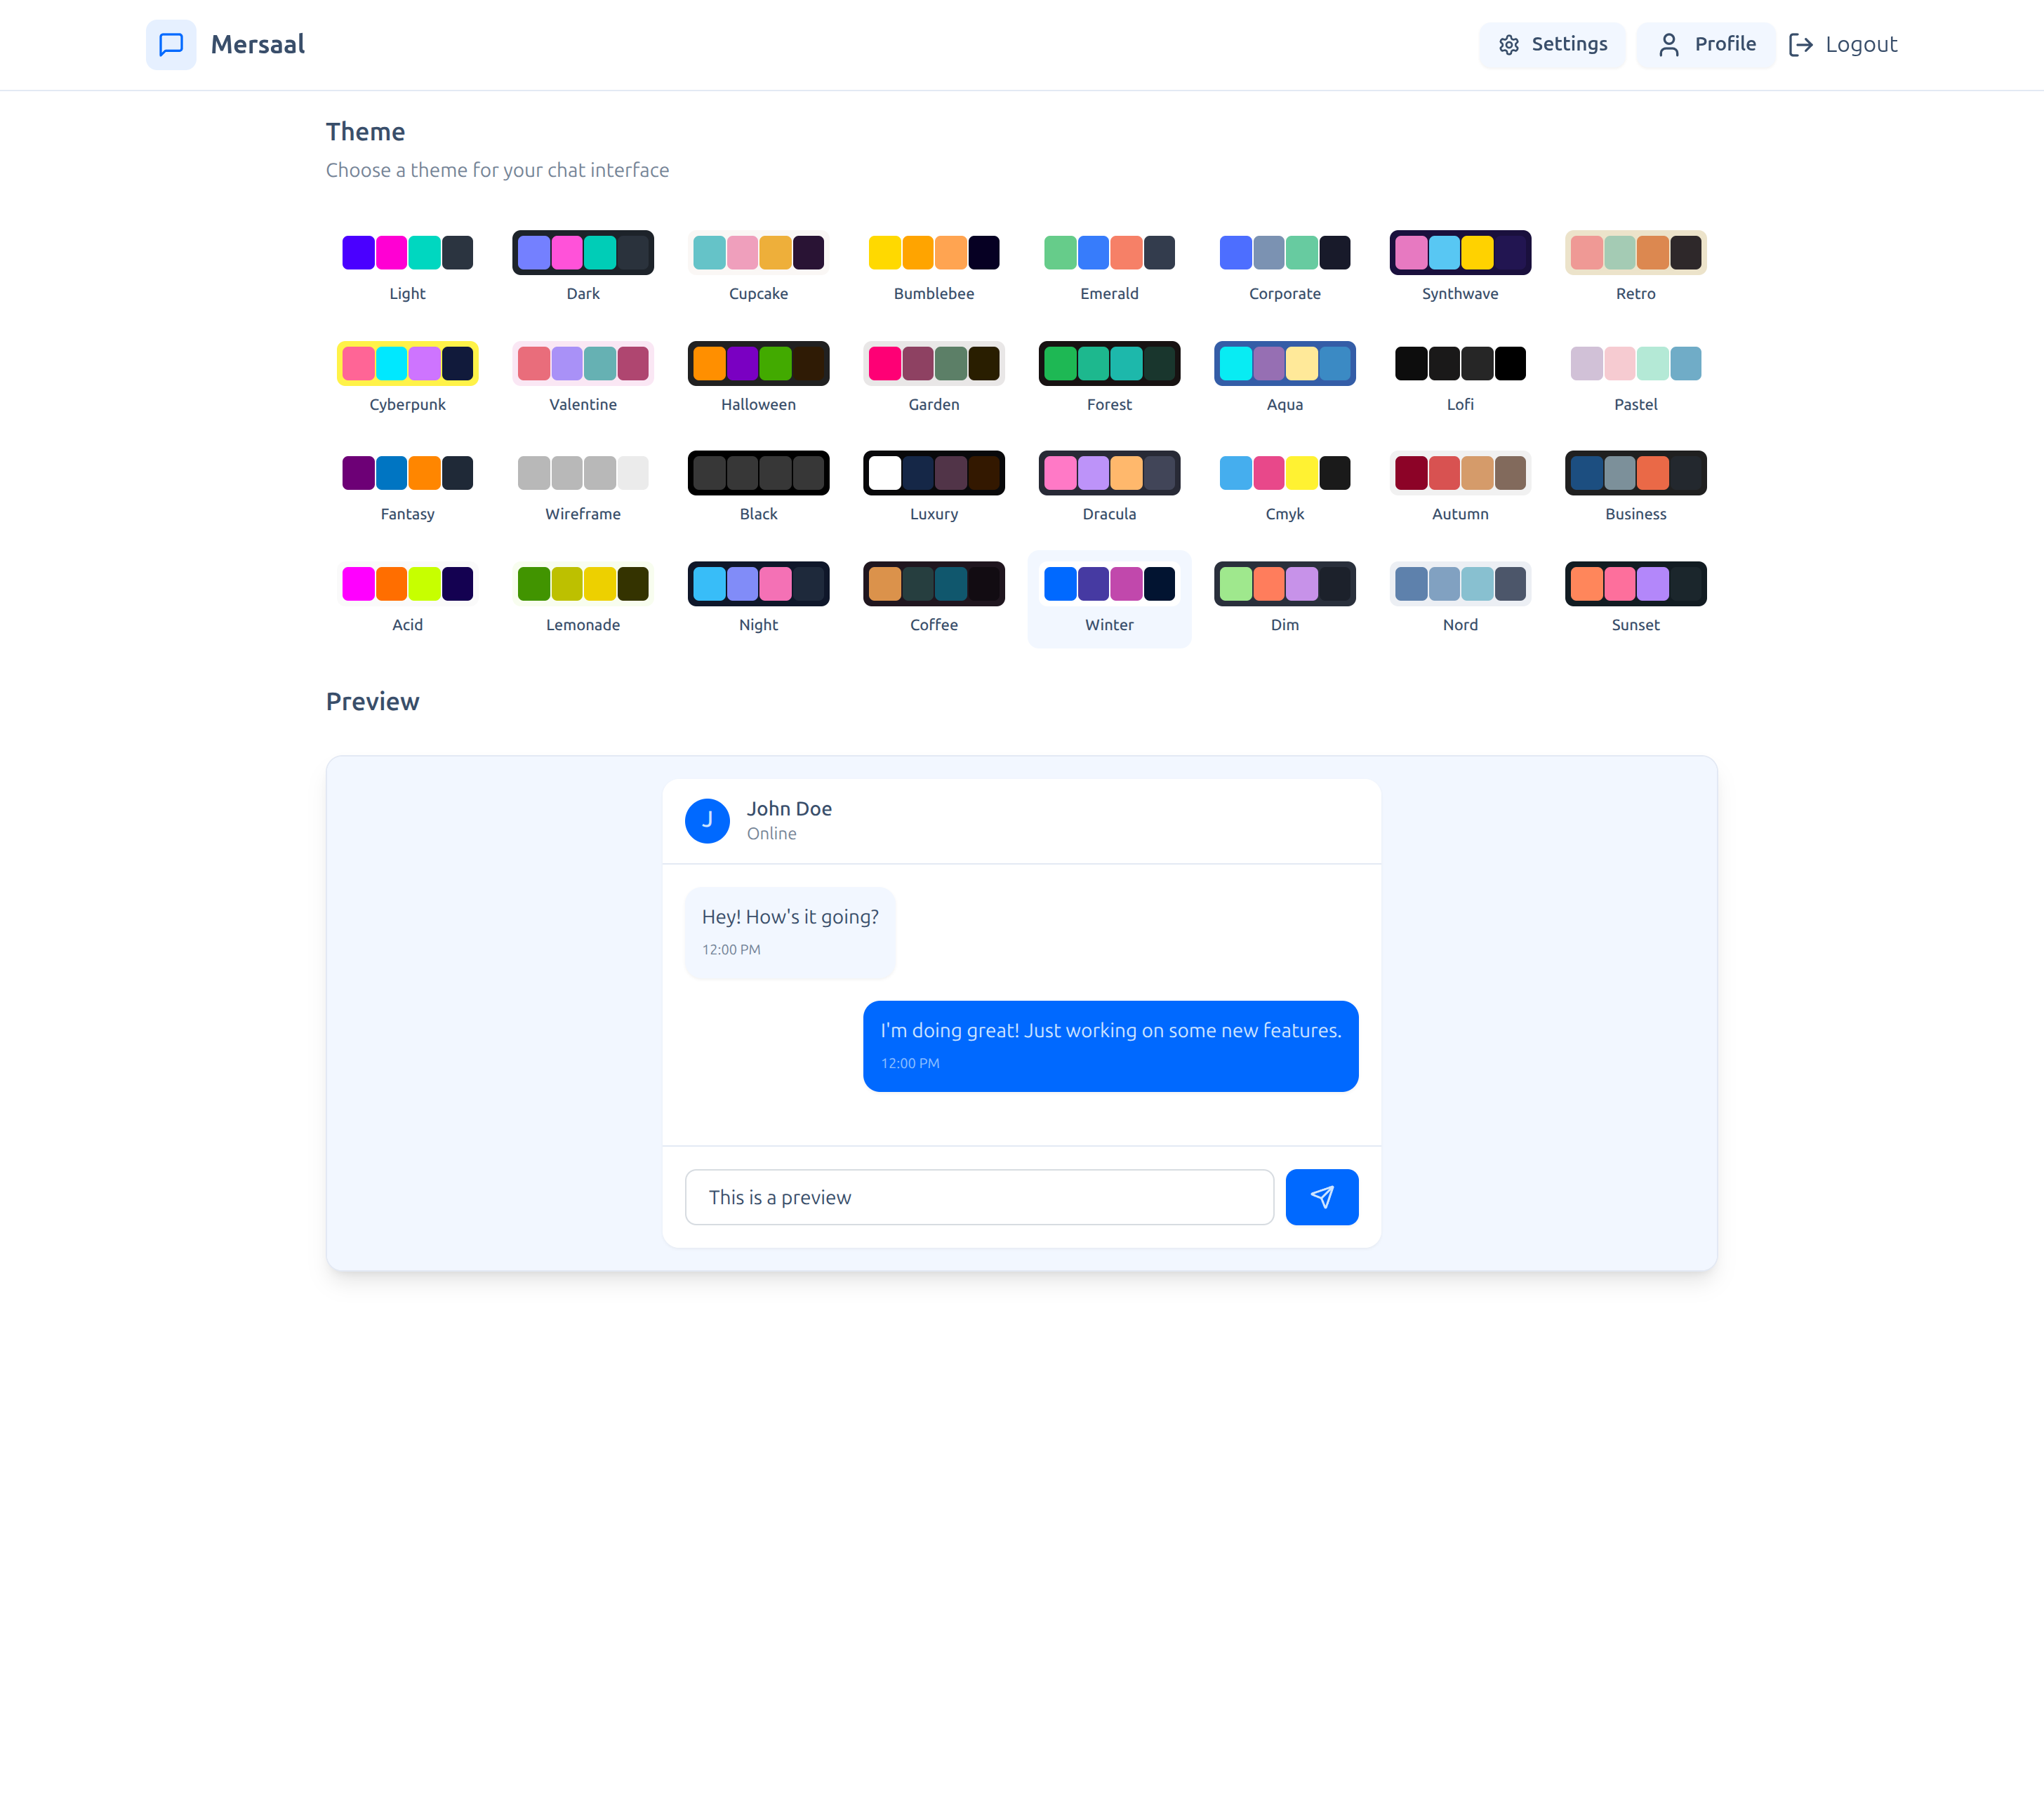 Mersaal
Settings
Profile
Logout
Theme
Choose a theme for your chat interface
Light
Dark
Cupcake
Bumblebee
Emerald
Corporate
Synthwave
Retro
Cyberpunk
Valentine
Halloween
Garden
Forest
Aqua
Lofi
Pastel
Fantasy
Wireframe
Black
Luxury
Dracula
Cmyk
Autumn
Business
Acid
Lemonade
Night
Coffee
Winter
Dim
Nord
Sunset
Preview
J
John Doe
Online
Hey! How's it going?
12:00 PM
I'm doing great! Just working on some new features.
12:00 PM
This is a preview